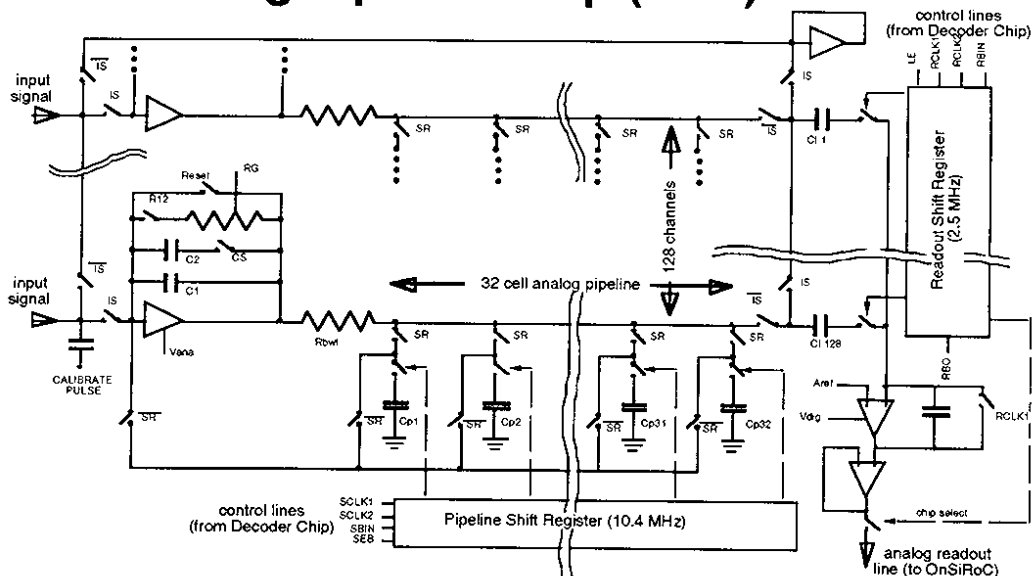 control lines
(from Decoder Chip)
LE
RCLK1
RCLK2
RBIN
input
signal
IS
IS
IS
IS
SR
SR
SR
SR
CI 1
Reset
RG
R12
C2
CS
C1
128 channels
Readout Shift Register
(2.5 MHz)
IS
input
signal
IS
32 cell analog pipeline
IS
IS
Rbwl
Vana
SR
SR
SR
SR
CI 128
RBO
CALIBRATE
PULSE
Aref
Vdrg
RCLK1
SR
SR
Cp1
SR
Cp2
SR
Cp31
SR
Cp32
control lines
(from Decoder Chip)
SCLK1
SCLK2
SBIN
SEB
Pipeline Shift Register (10.4 MHz)
chip select
analog readout
line (to OnSiRoC)